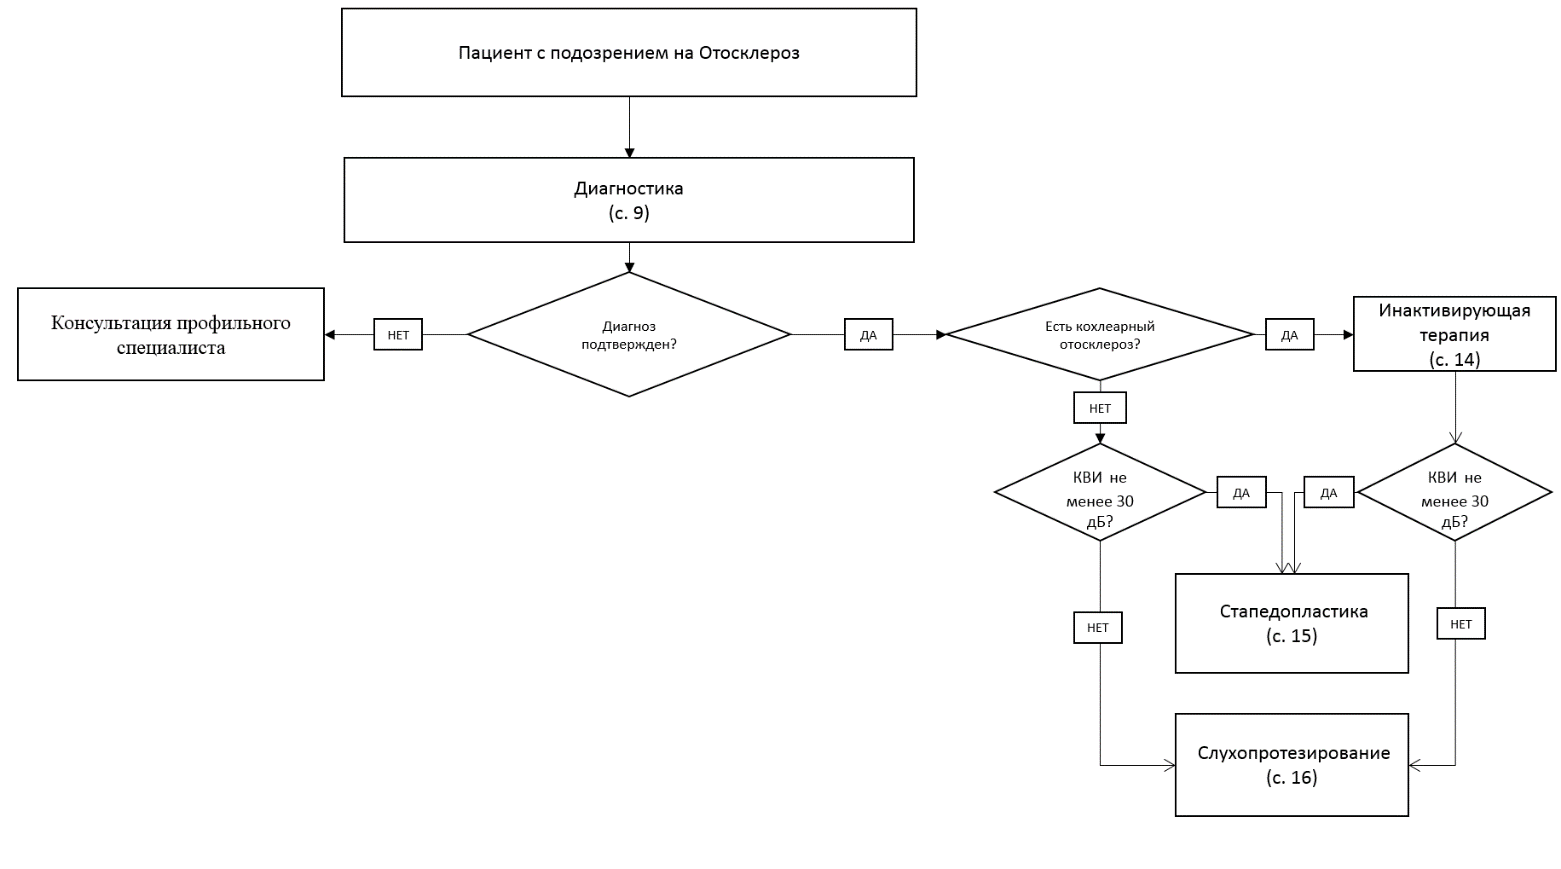 Пациент с подозрением на Отосклероз
Диагностика
(с. 9)
Консультация профильного
специалиста
НЕТ
Диагноз
подтвержден?
ДА
Есть кохлеарный
отосклероз?
ДА
Инактивирующая
терапия
(с. 14)
НЕТ
КВИ не
менее 30
дБ?
ДА
ДА
КВИ не
менее 30
дБ?
Стапедопластика
(с. 15)
НЕТ
НЕТ
Слухопротезирование
(с. 16)